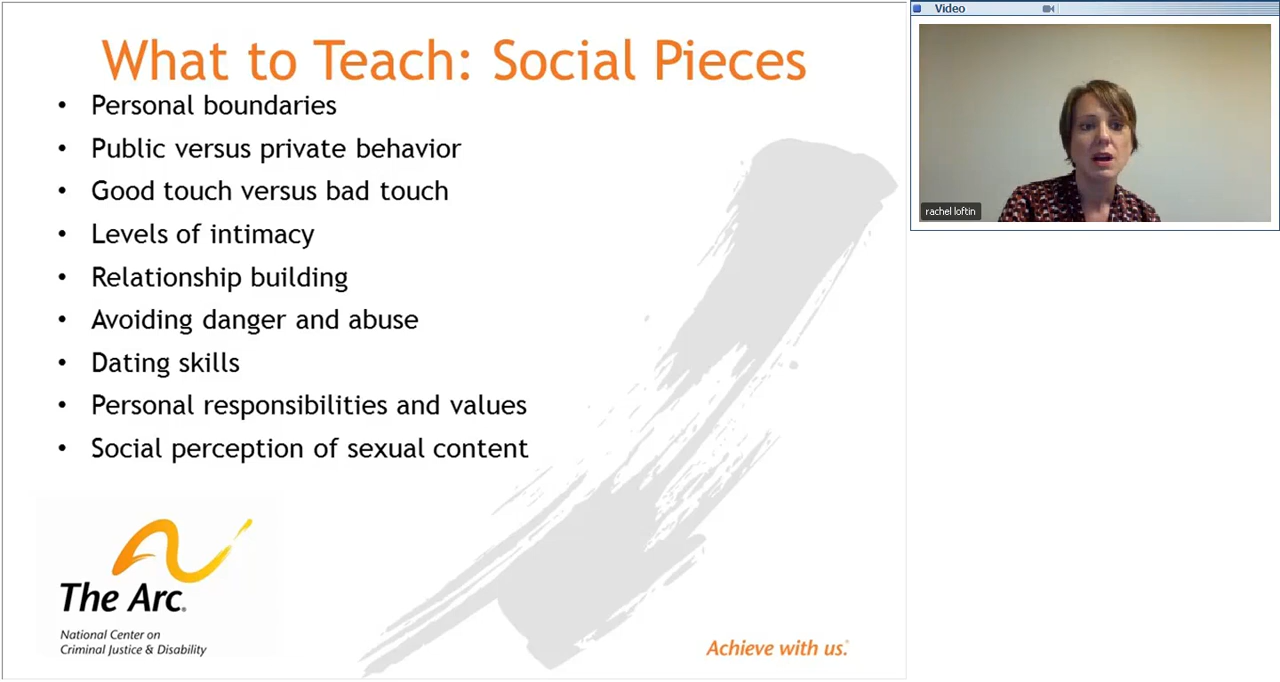 What to Teach: Social Pieces
• Personal boundaries
• Public versus private behavior
• Good touch versus bad touch
• Levels of intimacy
• Relationship building
• Avoiding danger and abuse
• Dating skills
• Personal responsibilities and values
• Social perception of sexual content
The Arc®
National Center on
Criminal Justice & Disability
Achieve with us.®
Video
rachel loftin